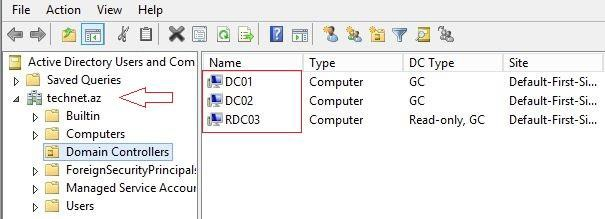 File Action View Help
Active Directory Users and Com
Saved Queries
technet.az
Builtin
Computers
Domain Controllers
ForeignSecurityPrincipals
Managed Service Accour
Users
Name Type DC Type Site
DC01 Computer GC Default-First-Si...
DC02 Computer GC Default-First-Si...
RDC03 Computer Read-only, GC Default-First-Si...